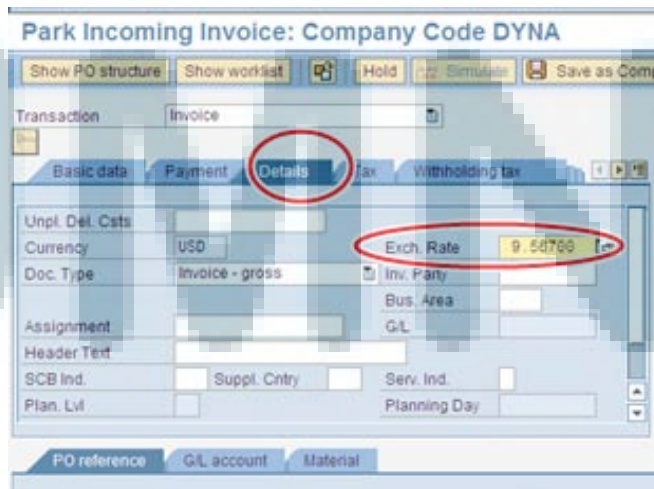 Park Incoming Invoice: Company Code DYNA
Show PO structure Show worklist Hold Simulate Save as Comp
Transaction Invoice
Basic data Payment Details Tax Withholding tax
Unpl. Del. Csts
Currency USD Exch. Rate
Doc. Type Invoice - gross Inv. Party
Bus. Area
Assignment G/L
Header Text
SCB Ind. Suppl. Cntry Serv. Ind.
Plan. Lvl Planning Day
PO reference G/L account Material